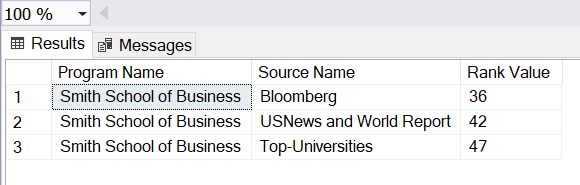 100 %
Results Messages
Program Name Source Name Rank Value
1 Smith School of Business Bloomberg 36
2 Smith School of Business USNews and World Report 42
3 Smith School of Business Top-Universities 47